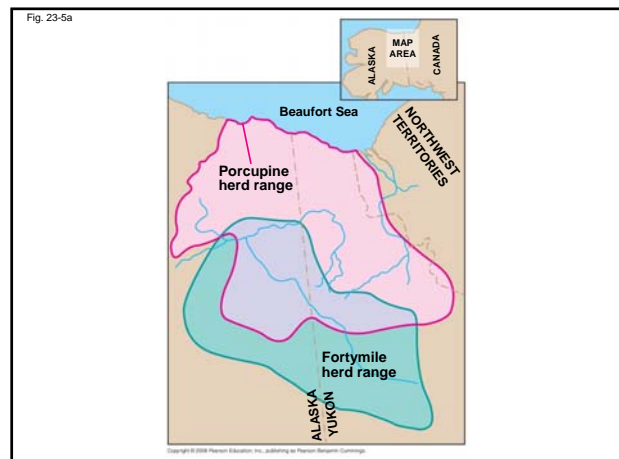 Fig. 23-5a
ALASKA
MAP
AREA
CANADA
Beaufort Sea
NORTHWEST
TERRITORIES
Porcupine
herd range
Fortymile
herd range
ALASKA
YUKON
Copyright © 2008 Pearson Education, Inc., publishing as Pearson Benjamin Cummings.